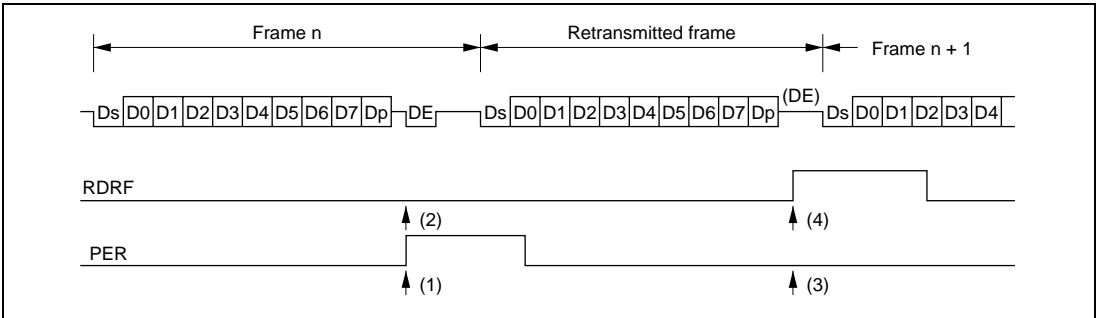 Frame n Retransmitted frame Frame n + 1
(DE)
Ds D0 D1 D2 D3 D4 D5 D6 D7 Dp DE Ds D0 D1 D2 D3 D4 D5 D6 D7 Dp Ds D0 D1 D2 D3 D4
RDRF
(2) (4)
PER
(1) (3)